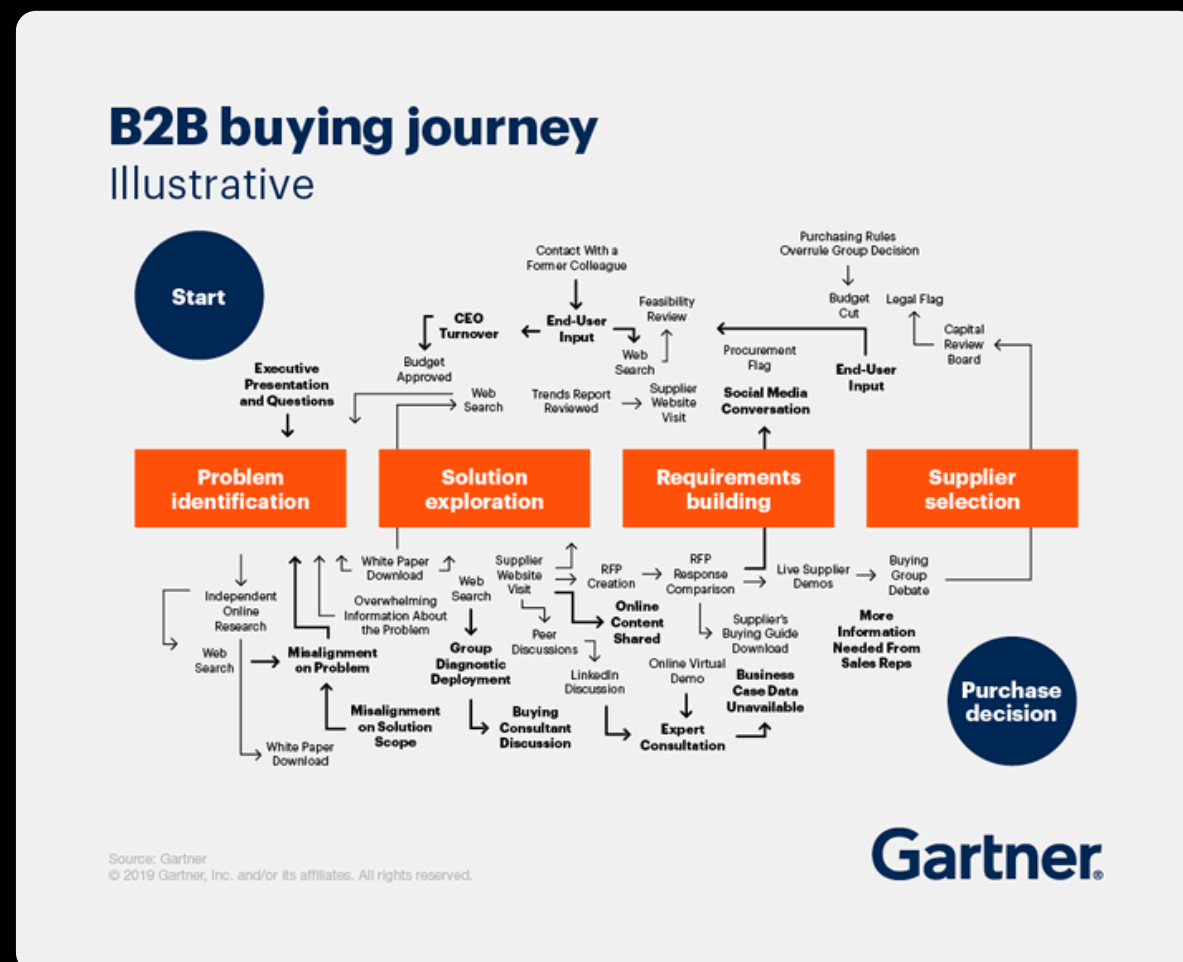 B2B buying journey
Illustrative
Start
Contact With a
Former Colleague
Purchasing Rules
Overrule Group Decision
CEO
Turnover
End-User
Input
Feasibility
Review
Budget
Cut
Legal Flag
Budget
Approved
Web
Search
Procurement
Flag
End-User
Input
Capital
Review
Board
Executive
Presentation
and Questions
Web
Search
Trends Report
Reviewed
Supplier
Website
Visit
Social Media
Conversation
Problem
identification
Solution
exploration
Requirements
building
Supplier
selection
White Paper
Download
Supplier
Website
Visit
RFP
Creation
RFP
Response
Comparison
Live Supplier
Demos
Buying
Group
Debate
Independent
Online
Research
Overwhelming
Information About
the Problem
Web
Search
Online
Content
Shared
Supplier's
Buying Guide
Download
More
Information
Needed From
Sales Reps
Web
Search
Misalignment
on Problem
Group
Diagnostic
Deployment
Peer
Discussions
LinkedIn
Discussion
Online Virtual
Demo
Business
Case Data
Unavailable
Purchase
decision
White Paper
Download
Misalignment
on Solution
Scope
Buying
Consultant
Discussion
Expert
Consultation
Source: Gartner
© 2019 Gartner, Inc. and/or its affiliates. All rights reserved.
Gartner®